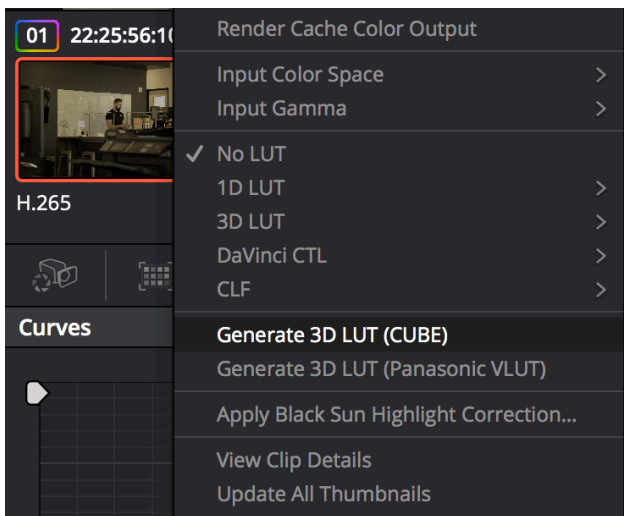 01 22:25:56:10
H.265
Curves
Render Cache Color Output
Input Color Space
Input Gamma
No LUT
1D LUT
3D LUT
DaVinci CTL
CLF
Generate 3D LUT (CUBE)
Generate 3D LUT (Panasonic VLUT)
Apply Black Sun Highlight Correction...
View Clip Details
Update All Thumbnails